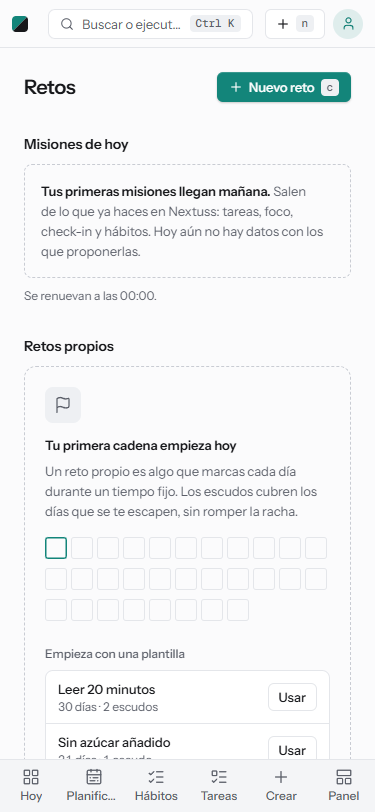 Buscar o ejecut... Ctrl K
n
Retos
Nuevo reto c
Misiones de hoy
Tus primeras misiones llegan mañana. Salen
de lo que ya haces en Nextuss: tareas, foco,
check-in y hábitos. Hoy aún no hay datos con los
que proponerlas.
Se renuevan a las 00:00.
Retos propios
Tu primera cadena empieza hoy
Un reto propio es algo que marcas cada día
durante un tiempo fijo. Los escudos cubren los
días que se te escapen, sin romper la racha.
Empieza con una plantilla
Leer 20 minutos
30 días · 2 escudos
Usar
Sin azúcar añadido
21 días · 1 escudo
Usar
Hoy
Planific...
Hábitos
Tareas
Crear
Panel